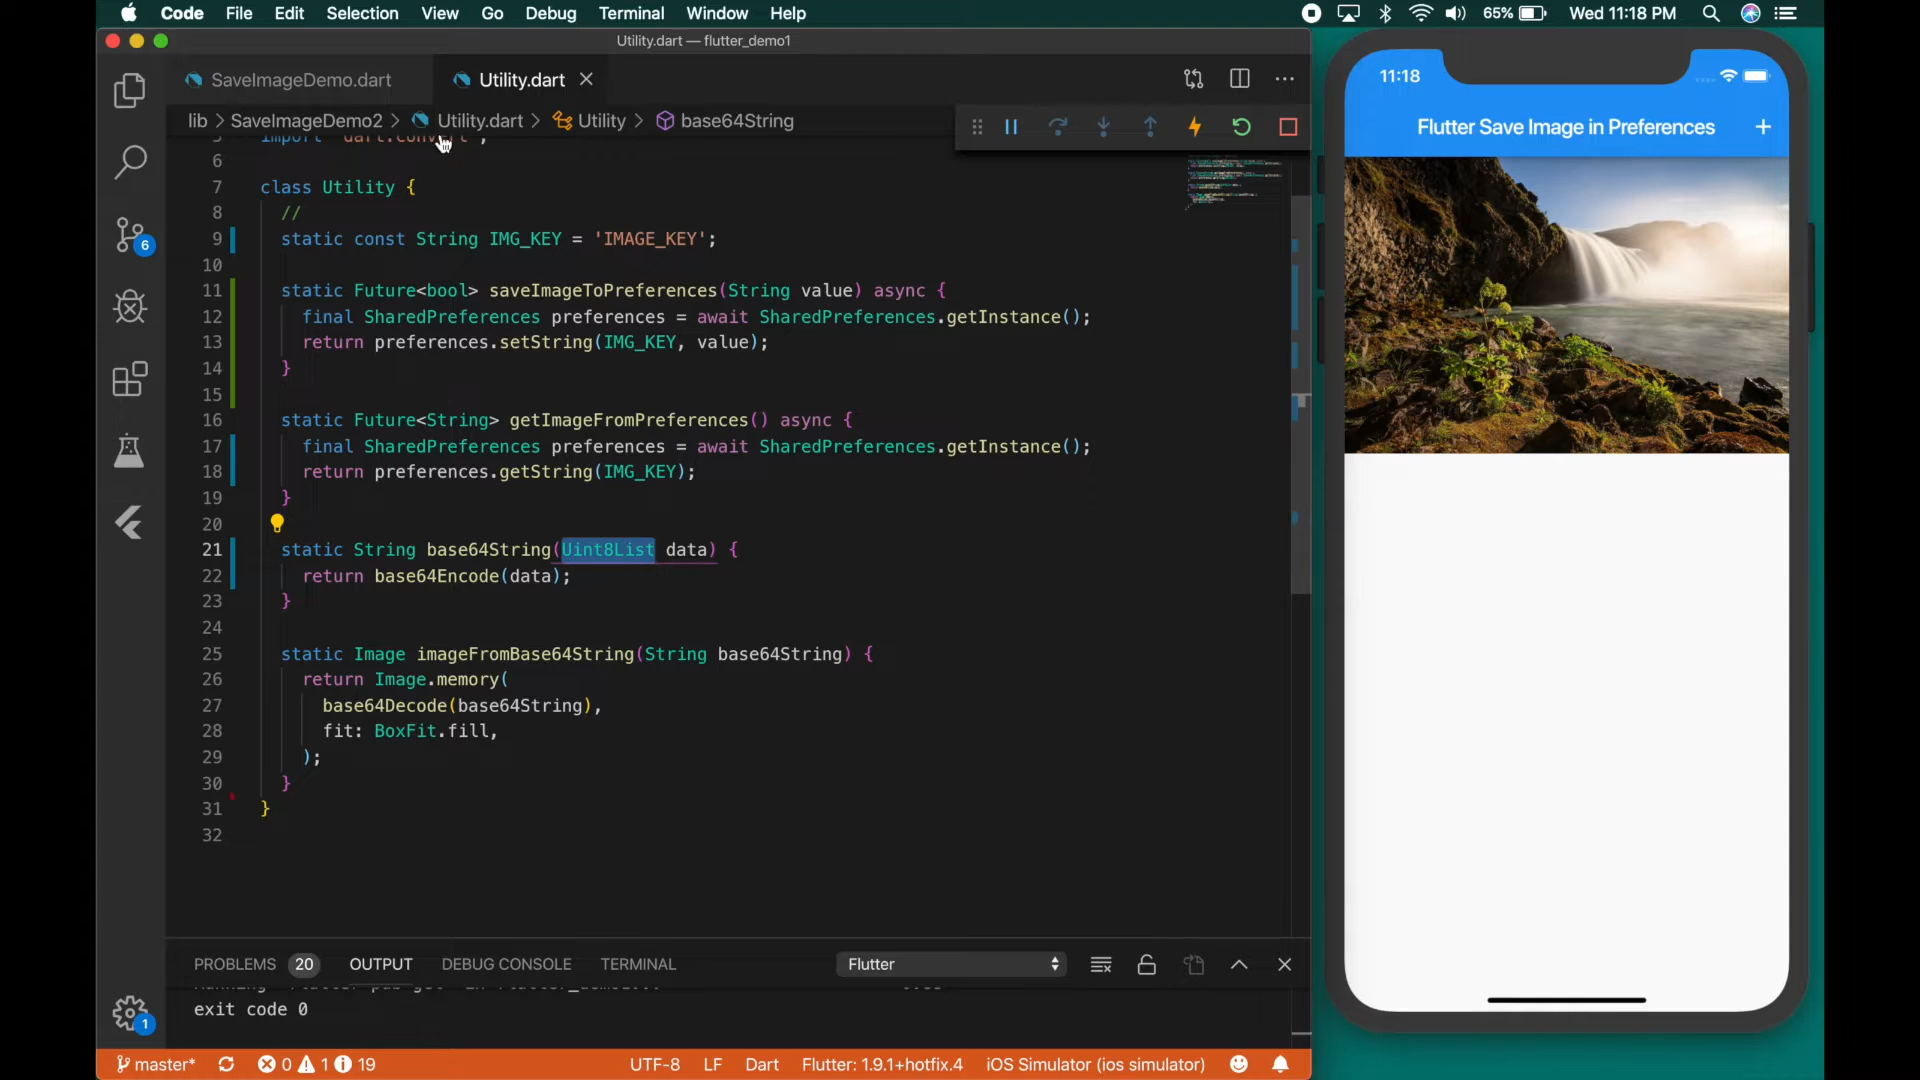 Code File Edit Selection View Go Debug Terminal Window Help 65% Wed 11:18 PM
Utility.dart — flutter_demo1
SaveImageDemo.dart Utility.dart
lib > SaveImageDemo2 > Utility.dart > Utility > base64String
6
7 class Utility {
8 //
9 static const String IMG_KEY = 'IMAGE_KEY';
10
11 static Future<bool> saveImageToPreferences(String value) async {
12 final SharedPreferences preferences = await SharedPreferences.getInstance();
13 return preferences.setString(IMG_KEY, value);
14 }
15
16 static Future<String> getImageFromPreferences() async {
17 final SharedPreferences preferences = await SharedPreferences.getInstance();
18 return preferences.getString(IMG_KEY);
19 }
20
21 static String base64String(Uint8List data) {
22 return base64Encode(data);
23 }
24
25 static Image imageFromBase64String(String base64String) {
26 return Image.memory(
27 base64Decode(base64String),
28 fit: BoxFit.fill,
29 );
30 }
31 }
32
PROBLEMS 20 OUTPUT DEBUG CONSOLE TERMINAL Flutter
exit code 0
6
1
master* 0 1 19 UTF-8 LF Dart Flutter: 1.9.1+hotfix.4 iOS Simulator (ios simulator)
11:18
Flutter Save Image in Preferences +